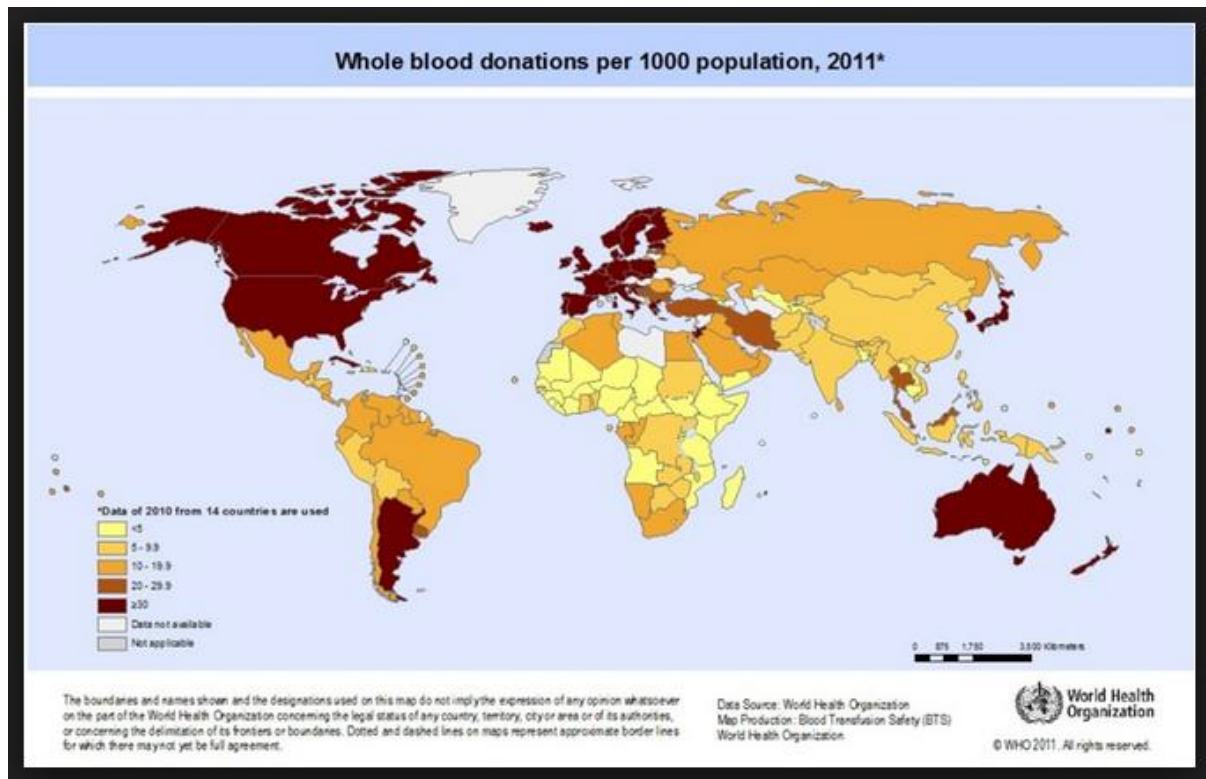 Whole blood donations per 1000 population, 2011*
*Data of 2010 from 14 countries are used
<5
5 - 9.9
10 - 19.9
20 - 29.9
≥30
Data not available
Not applicable
0 875 1,750 3,500 Kilometers
The boundaries and names shown and the designations used on this map do not imply the expression of any opinion whatsoever
on the part of the World Health Organization concerning the legal status of any country, territory, city or area or of its authorities,
or concerning the delimitation of its frontiers or boundaries. Dotted and dashed lines on maps represent approximate border lines
for which there may not yet be full agreement.
Data Source: World Health Organization
Map Production: Blood Transfusion Safety (BTS)
World Health Organization
World Health
Organization
© WHO 2011. All rights reserved.